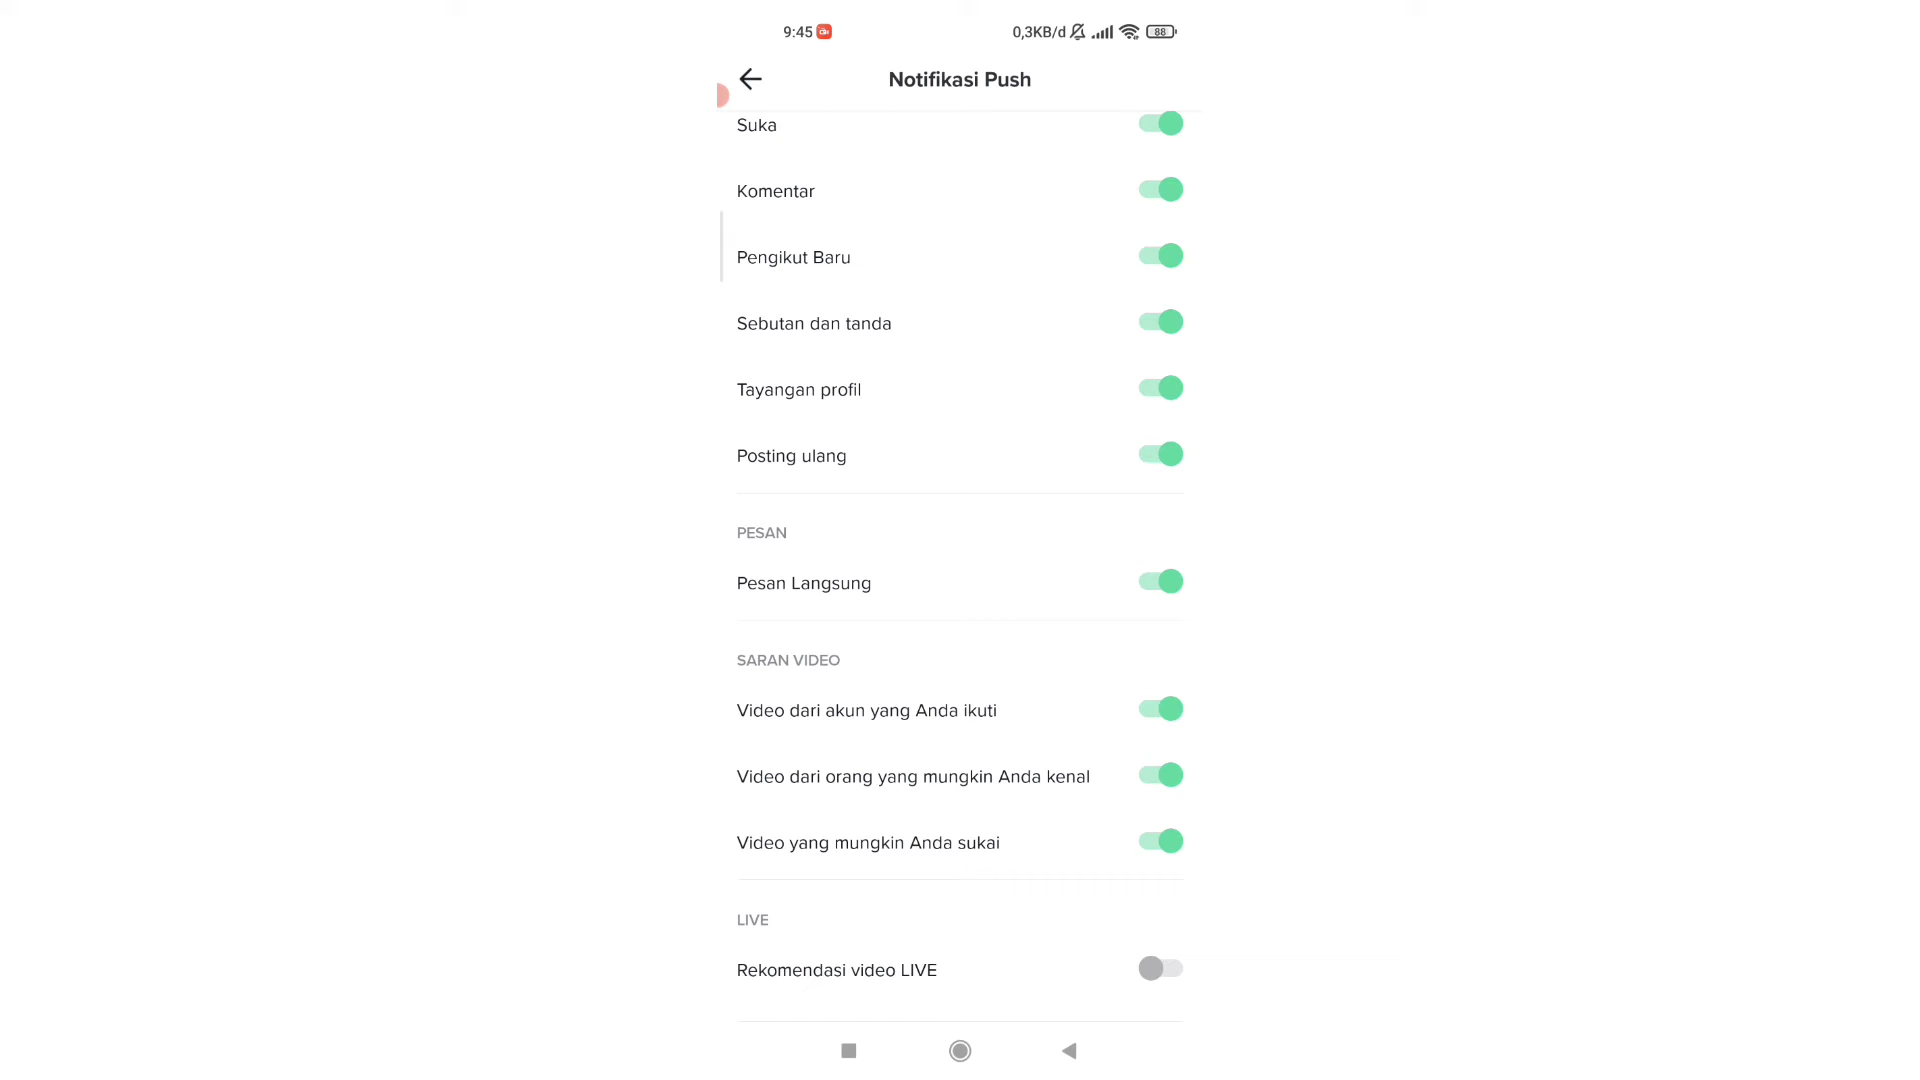 9:45
0,3KB/d 88
Notifikasi Push
Suka
Komentar
Pengikut Baru
Sebutan dan tanda
Tayangan profil
Posting ulang
PESAN
Pesan Langsung
SARAN VIDEO
Video dari akun yang Anda ikuti
Video dari orang yang mungkin Anda kenal
Video yang mungkin Anda sukai
LIVE
Rekomendasi video LIVE